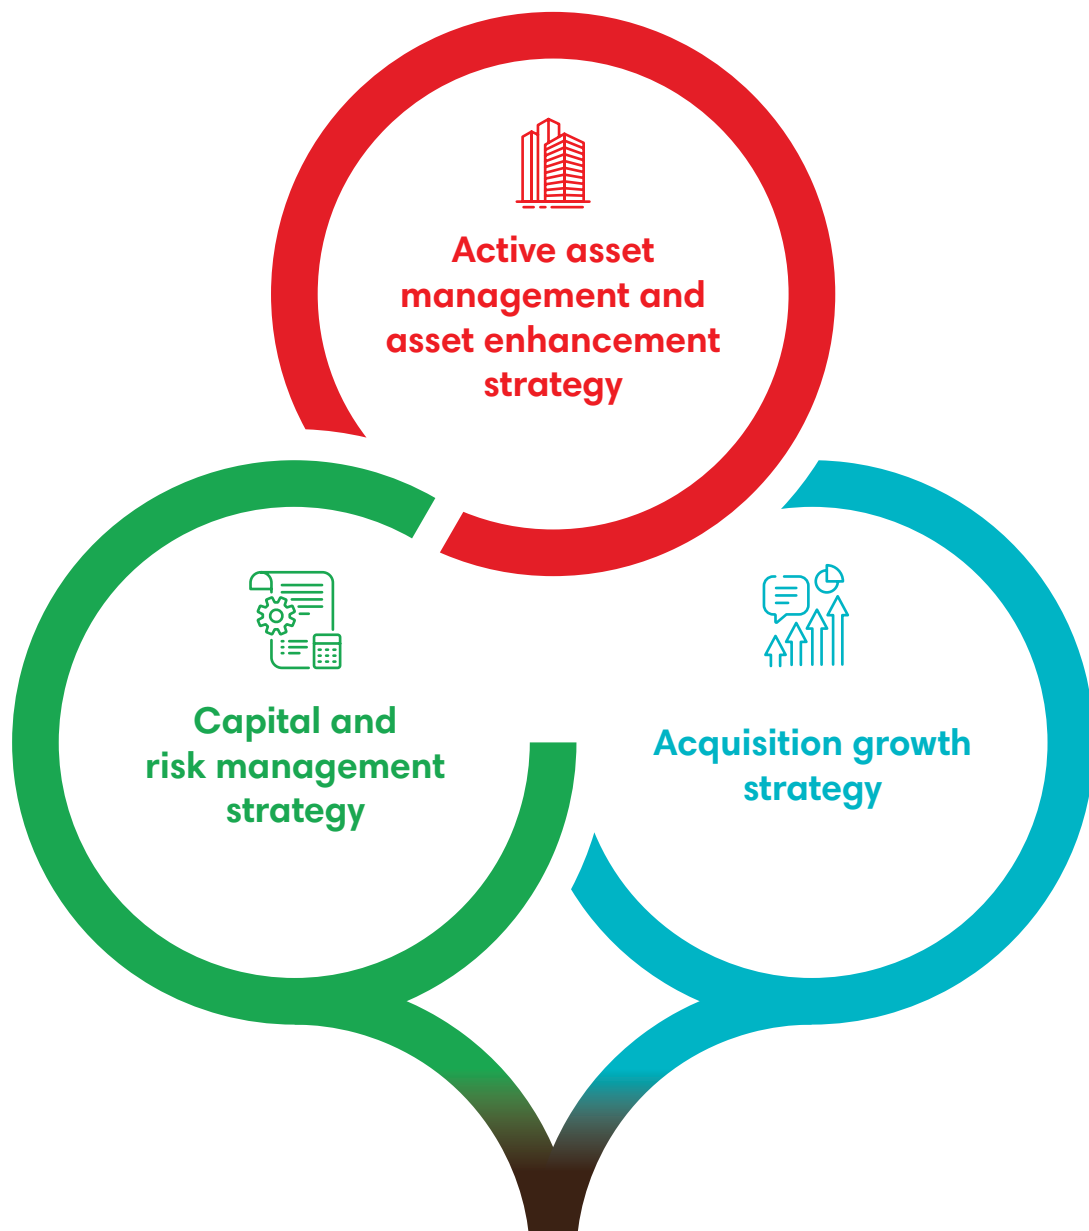 Active asset
management and
asset enhancement
strategy
Capital and
risk management
strategy
Acquisition growth
strategy